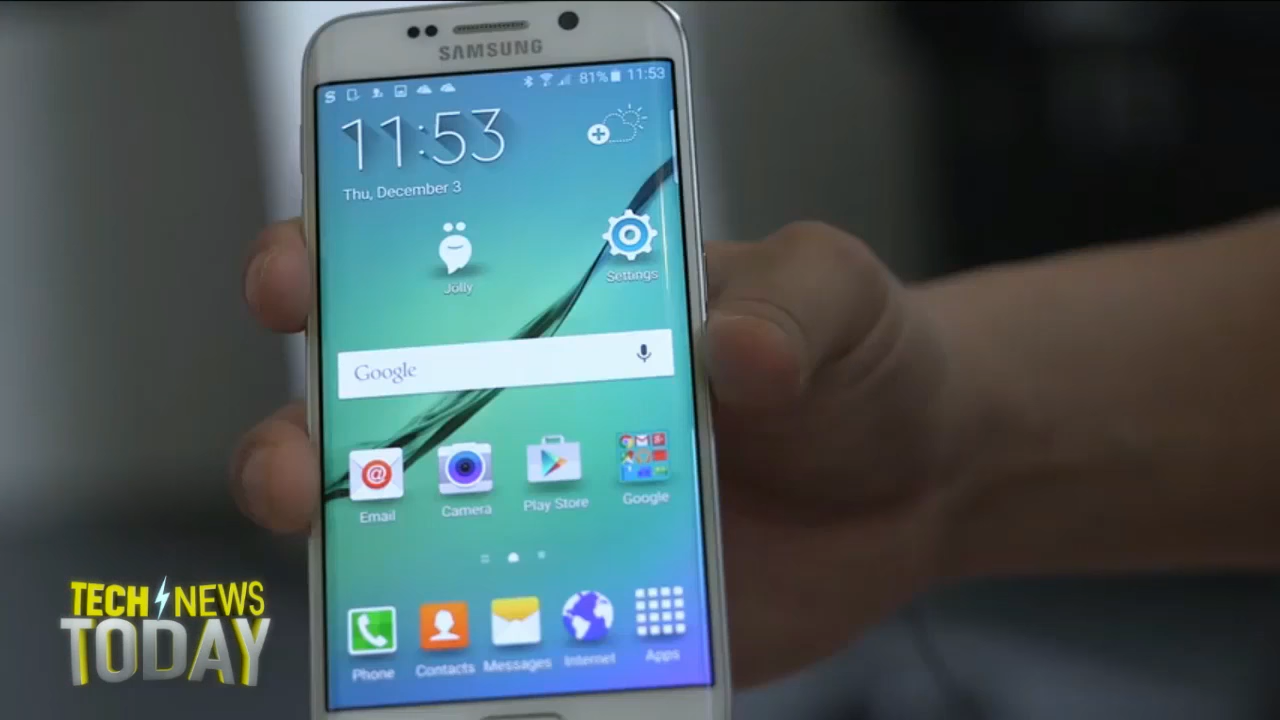 SAMSUNG
81% 11:53
11:53
Thu, December 3
Jolly
Settings
Google
Email
Camera
Play Store
Google
Phone
Contacts
Messages
Internet
Apps
TECH NEWS
TODAY